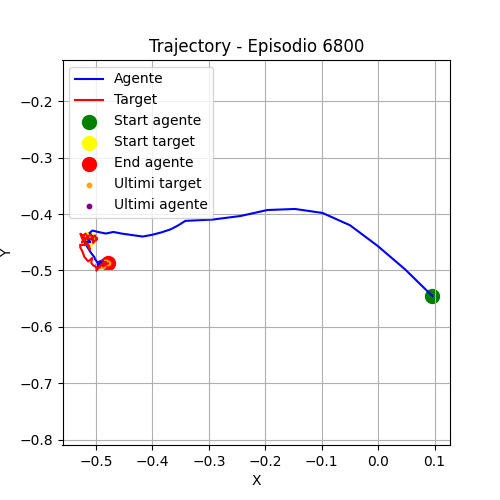 Trajectory - Episodio 6800
Agente
Target
Start agente
Start target
End agente
Ultimi target
Ultimi agente
−0.2
−0.3
−0.4
−0.5
−0.6
−0.7
−0.8
Y
−0.5
−0.4
−0.3
−0.2
−0.1
0.0
0.1
X